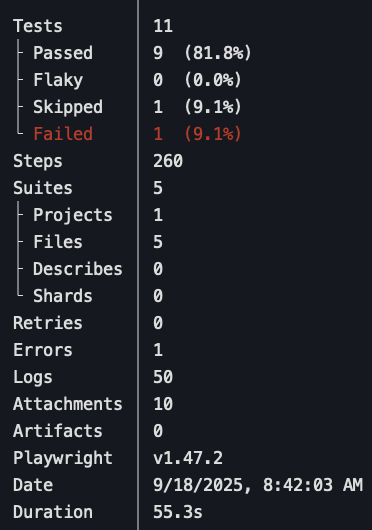 Tests 11
├ Passed 9 (81.8%)
├ Flaky 0 (0.0%)
├ Skipped 1 (9.1%)
└ Failed 1 (9.1%)
Steps 260
Suites 5
├ Projects 1
├ Files 5
├ Describes 0
└ Shards 0
Retries 0
Errors 1
Logs 50
Attachments 10
Artifacts 0
Playwright v1.47.2
Date 9/18/2025, 8:42:03 AM
Duration 55.3s